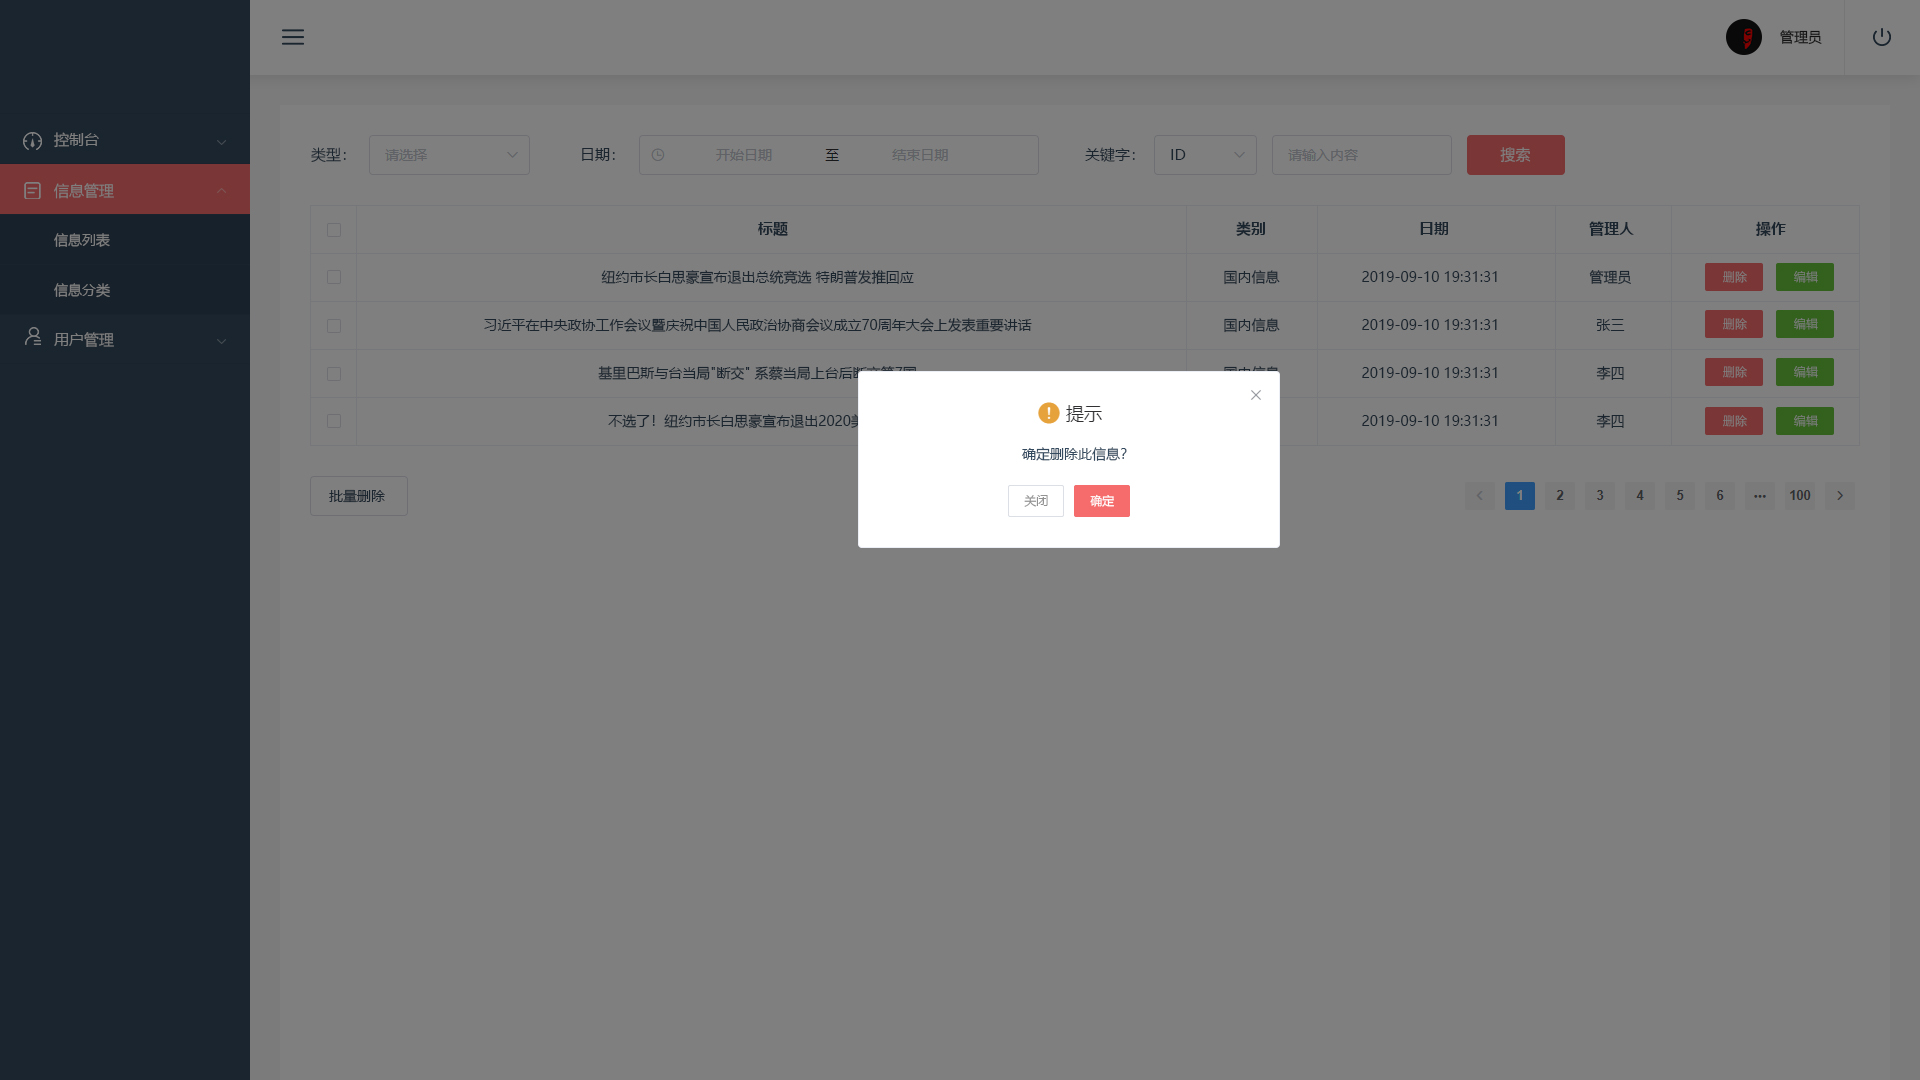 管理员
控制台
信息管理
信息列表
信息分类
用户管理
类型： 请选择 日期： 开始日期 至 结束日期 关键字： ID 请输入内容 搜索
标题 类别 日期 管理人 操作
纽约市长白思豪宣布退出总统竞选 特朗普发推回应 国内信息 2019-09-10 19:31:31 管理员 删除 编辑
习近平在中央政协工作会议暨庆祝中国人民政治协商会议成立70周年大会上发表重要讲话 国内信息 2019-09-10 19:31:31 张三 删除 编辑
基里巴斯与台当局"断交" 系蔡当局上台后断交第7国 国内信息 2019-09-10 19:31:31 李四 删除 编辑
不选了！纽约市长白思豪宣布退出2020 2019-09-10 19:31:31 李四 删除 编辑
提示
确定删除此信息?
关闭 确定
批量删除 1 2 3 4 5 6 ••• 100